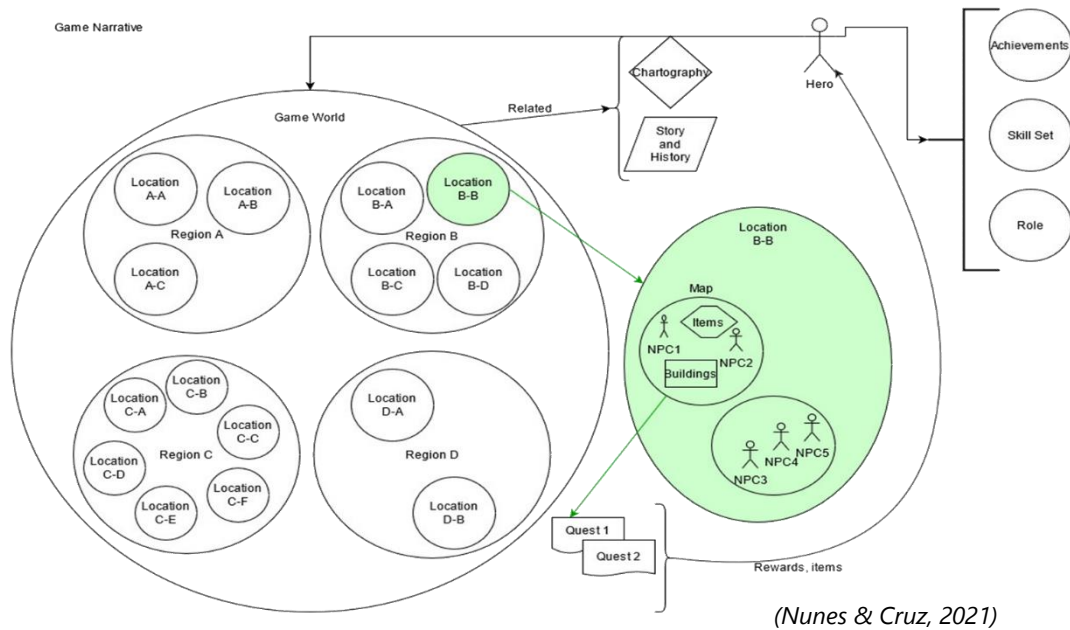 Game Narrative
Achievements
Chartography
Hero
Related
Game World
Story
and
History
Skill Set
Location
A-A
Location
A-B
Region A
Location
A-C
Location
B-A
Location
B-B
Region B
Location
B-C
Location
B-D
Role
Location
B-B
Map
Items
NPC1
NPC2
Buildings
NPC5
NPC4
NPC3
Location
C-B
Location
C-A
Location
C-C
Region C
Location
C-D
Location
C-F
Location
C-E
Location
D-A
Region D
Location
D-B
Quest 1
Quest 2
Rewards, items
(Nunes & Cruz, 2021)